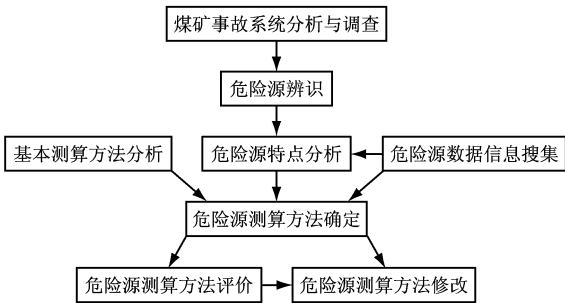 煤矿事故系统分析与调查
危险源辨识
基本测算方法分析
危险源特点分析
危险源数据信息搜集
危险源测算方法确定
危险源测算方法评价
危险源测算方法修改